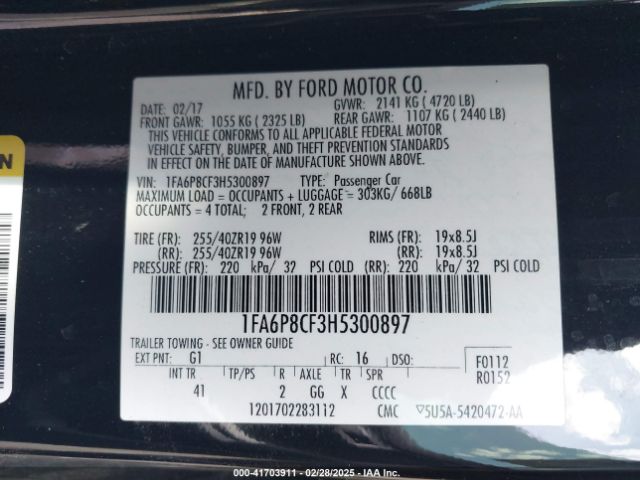 MFD. BY FORD MOTOR CO.
DATE: 02/17 GVWR: 2141 KG ( 4720 LB)
FRONT GAWR: 1055 KG ( 2325 LB) REAR GAWR: 1107 KG ( 2440 LB)
THIS VEHICLE CONFORMS TO ALL APPLICABLE FEDERAL MOTOR
VEHICLE SAFETY, BUMPER, AND THEFT PREVENTION STANDARDS
IN EFFECT ON THE DATE OF MANUFACTURE SHOWN ABOVE.
VIN: 1FA6P8CF3H5300897 TYPE: Passenger Car
MAXIMUM LOAD = OCCUPANTS + LUGGAGE = 303KG/ 668LB
OCCUPANTS = 4 TOTAL; 2 FRONT, 2 REAR
TIRE (FR): 255/40ZR19 96W RIMS (FR): 19x8.5J
(RR): 255/40ZR19 96W (RR): 19x8.5J
PRESSURE (FR): 220 kPa/ 32 PSI COLD (RR): 220 kPa/ 32 PSI COLD
1FA6P8CF3H5300897
TRAILER TOWING - SEE OWNER GUIDE
EXT PNT: G1 RC: 16 DSO: F0112
R0152
INT TR TP/PS R AXLE TR SPR
41 2 GG X CCCC
1201702283112 CMC 5U5A-5420472-AA
000-41703911 - 02/28/2025 - IAA Inc.